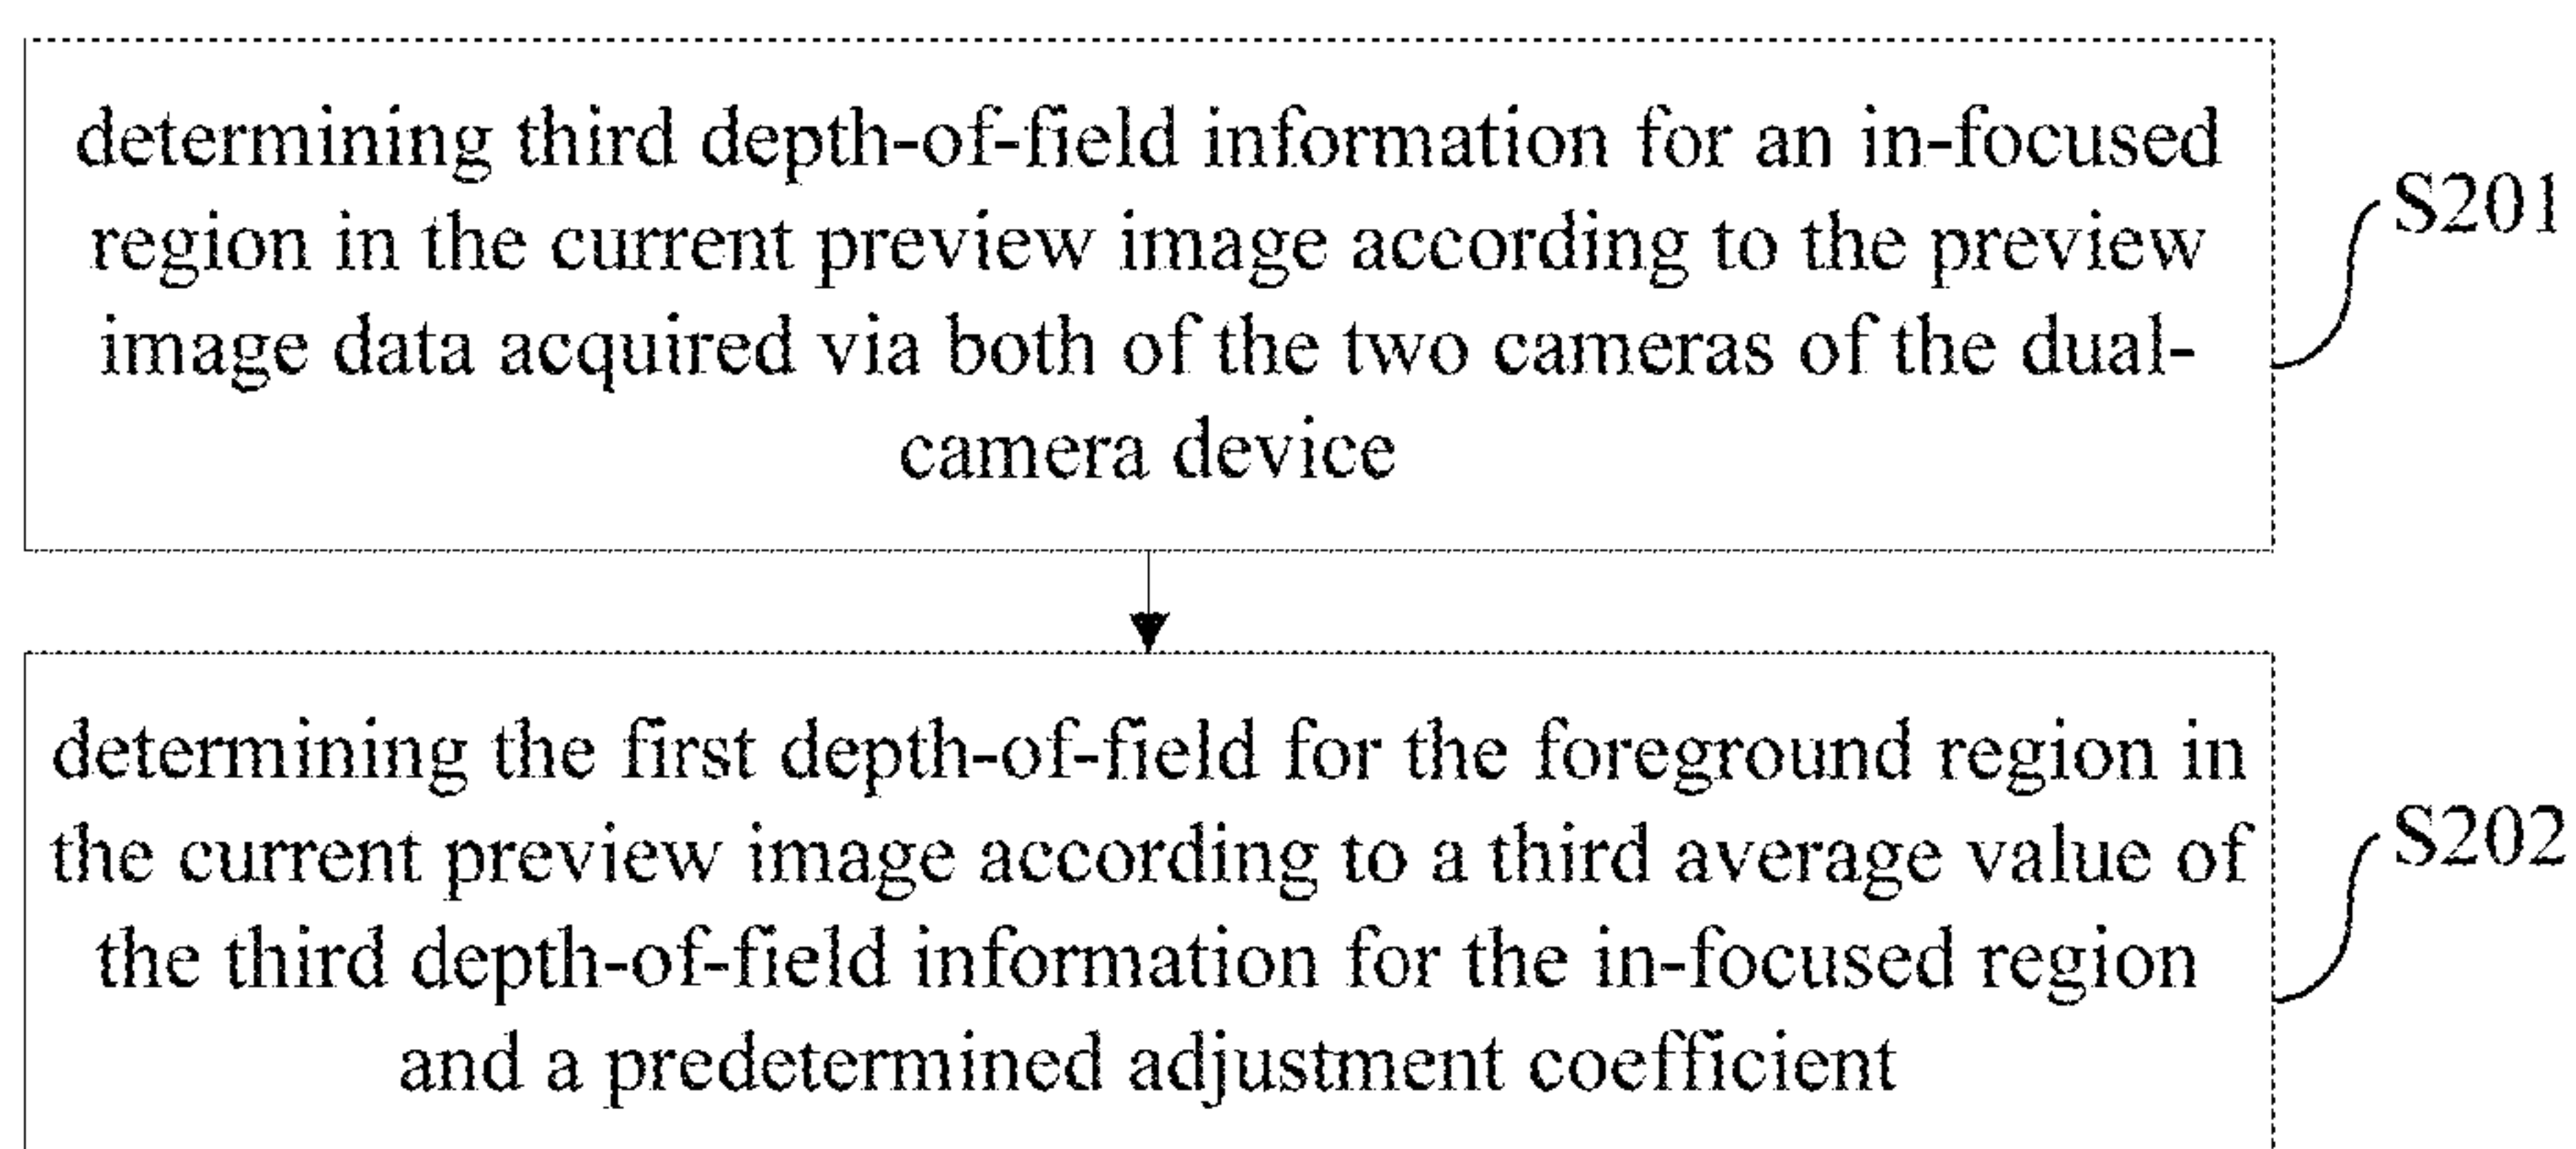 determining third depth-of-field information for an in-focused
region in the current preview image according to the preview
image data acquired via both of the two cameras of the dual-
camera device
S201
determining the first depth-of-field for the foreground region in
the current preview image according to a third average value of
the third depth-of-field information for the in-focused region
and a predetermined adjustment coefficient
S202